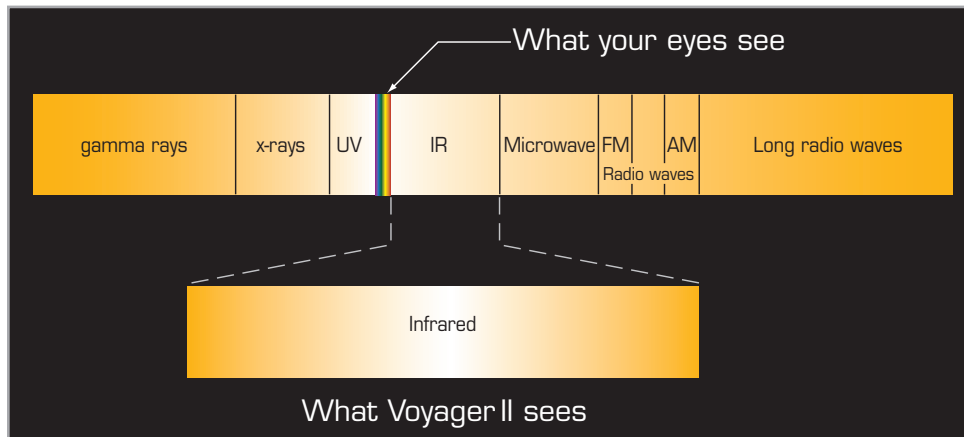 What your eyes see
gamma rays
x-rays
UV
IR
Microwave
FM
AM
Radio waves
Long radio waves
Infrared
What Voyager II sees